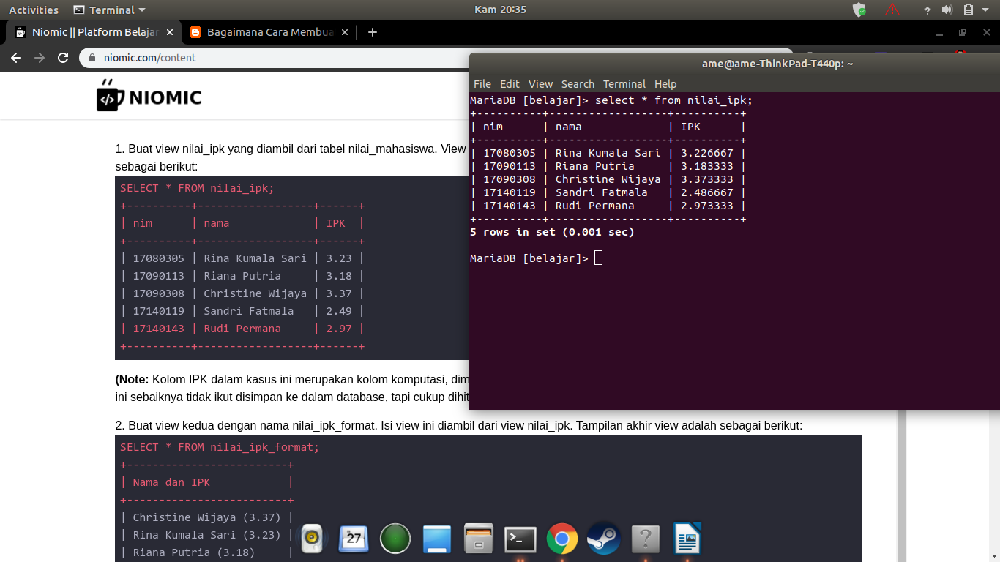 Activities
Terminal
Kam 20:35
?
Niomic || Platform Belajar
Bagaimana Cara Membua
niomic.com/content
NIOMIC
1. Buat view nilai_ipk yang diambil dari tabel nilai_mahasiswa. View
sebagai berikut:
SELECT * FROM nilai_ipk;
+----------+------------------+------+
| nim      | nama             | IPK  |
+----------+------------------+------+
| 17080305 | Rina Kumala Sari | 3.23 |
| 17090113 | Riana Putria     | 3.18 |
| 17090308 | Christine Wijaya | 3.37 |
| 17140119 | Sandri Fatmala   | 2.49 |
| 17140143 | Rudi Permana     | 2.97 |
+----------+------------------+------+
(Note: Kolom IPK dalam kasus ini merupakan kolom komputasi,
ini sebaiknya tidak ikut disimpan ke dalam database, tapi cukup
2. Buat view kedua dengan nama nilai_ipk_format. Isi view ini diambil dari view nilai_ipk. Tampilan akhir view adalah sebagai berikut:
SELECT * FROM nilai_ipk_format;
+-------------------------+
| Nama dan IPK            |
+-------------------------+
| Christine Wijaya (3.37) |
| Rina Kumala Sari (3.23) |
| Riana Putria (3.18)     |
ame@ame-ThinkPad-T440p: ~
File Edit View Search Terminal Help
MariaDB [belajar]> select * from nilai_ipk;
+----------+------------------+----------+
| nim      | nama             | IPK      |
+----------+------------------+----------+
| 17080305 | Rina Kumala Sari | 3.226667 |
| 17090113 | Riana Putria     | 3.183333 |
| 17090308 | Christine Wijaya | 3.373333 |
| 17140119 | Sandri Fatmala   | 2.486667 |
| 17140143 | Rudi Permana     | 2.973333 |
+----------+------------------+----------+
5 rows in set (0.001 sec)
MariaDB [belajar]>
27
?